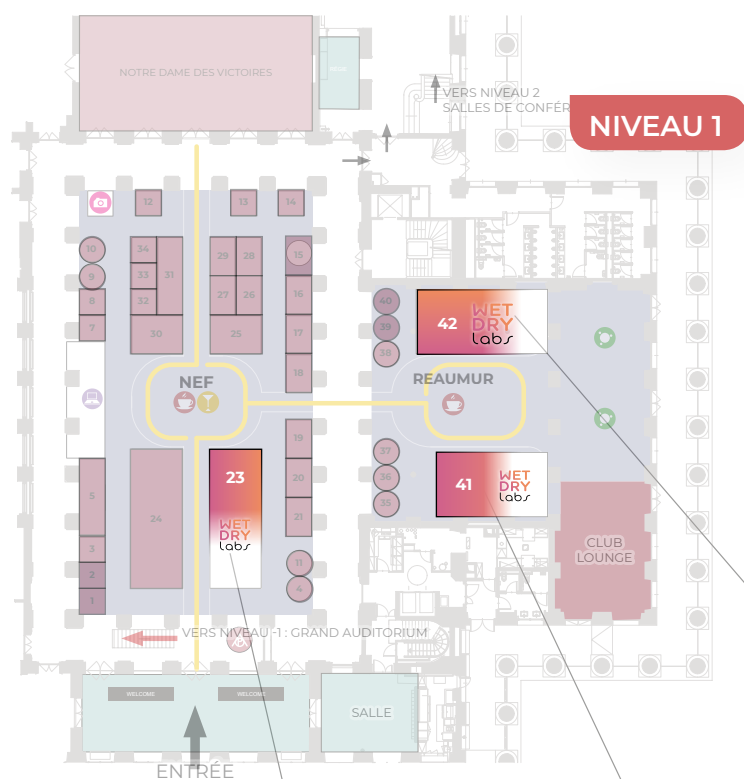 NOTRE DAME DES VICTOIRES
VERS NIVEAU 2
SALLES DE CONFÉR
NIVEAU 1
12
13
14
10
9
8
7
34
33
32
31
30
29
28
27
26
25
15
16
17
18
40
39
38
42
WET
DRY
Labs
NEF
REAUMUR
5
3
2
1
24
23
WET
DRY
Labs
19
20
21
11
4
37
36
35
41
WET
DRY
Labs
CLUB
LOUNGE
VERS NIVEAU -1 : GRAND AUDITORIUM
WELCOME
WELCOME
SALLE
ENTRÉE